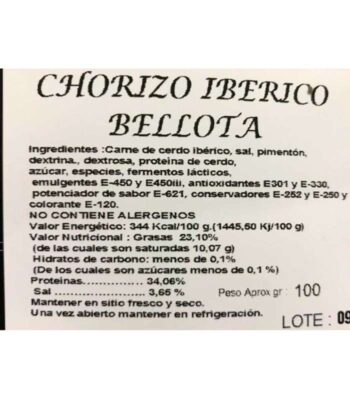 CHORIZO IBERICO
BELLOTA
Ingredientes :Carne de cerdo ibérico, sal, pimentón,
dextrina., dextrosa, proteina de cerdo,
azúcar, especies, fermentos lácticos,
emulgentes E-450 y E450iii, antioxidantes E301 y E-330,
potenciador de sabor E-621, conservadores E-252 y E-250 y
colorante E-120.
NO CONTIENE ALERGENOS
Valor Energético: 344 Kcal/100 g.(1445,50 Kj/100 g)
Valor Nutricional : Grasas 23,10%
(de las cuales son saturadas 10,07 g)
Hidratos de carbono: menos de 0,1%
(De los cuales son azúcares menos de 0,1 %)
Proteinas................. 34,06%
Sal ......................... 3,65 % Peso Aprox gr : 100
Mantener en sitio fresco y seco.
Una vez abierto mantener en refrigeración.
LOTE : 09